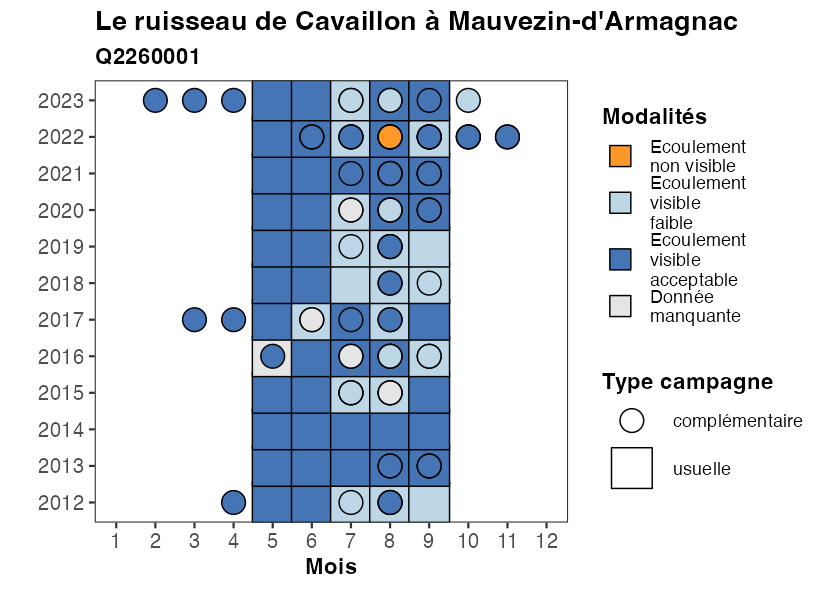 Le ruisseau de Cavaillon à Mauvezin-d'Armagnac
Q2260001
2023
2022
2021
2020
2019
2018
2017
2016
2015
2014
2013
2012
1 2 3 4 5 6 7 8 9 10 11 12
Mois
Modalités
Ecoulement
non visible
Ecoulement
visible
faible
Ecoulement
visible
acceptable
Donnée
manquante
Type campagne
complémentaire
usuelle